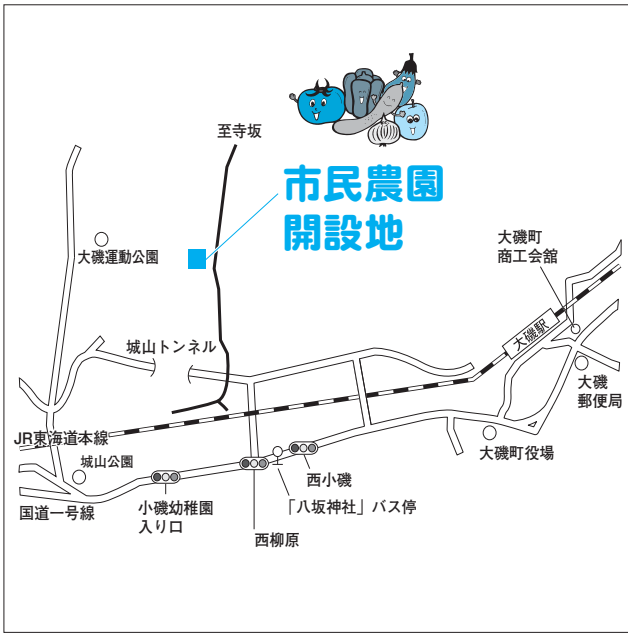 至寺坂
市民農園
開設地
大磯運動公園
大磯町
商工会舘
城山トンネル
大磯駅
大磯
郵便局
JR東海道本線
城山公園
大磯町役場
国道一号線
小磯幼稚園
入り口
西小磯
「八坂神社」バス停
西柳原